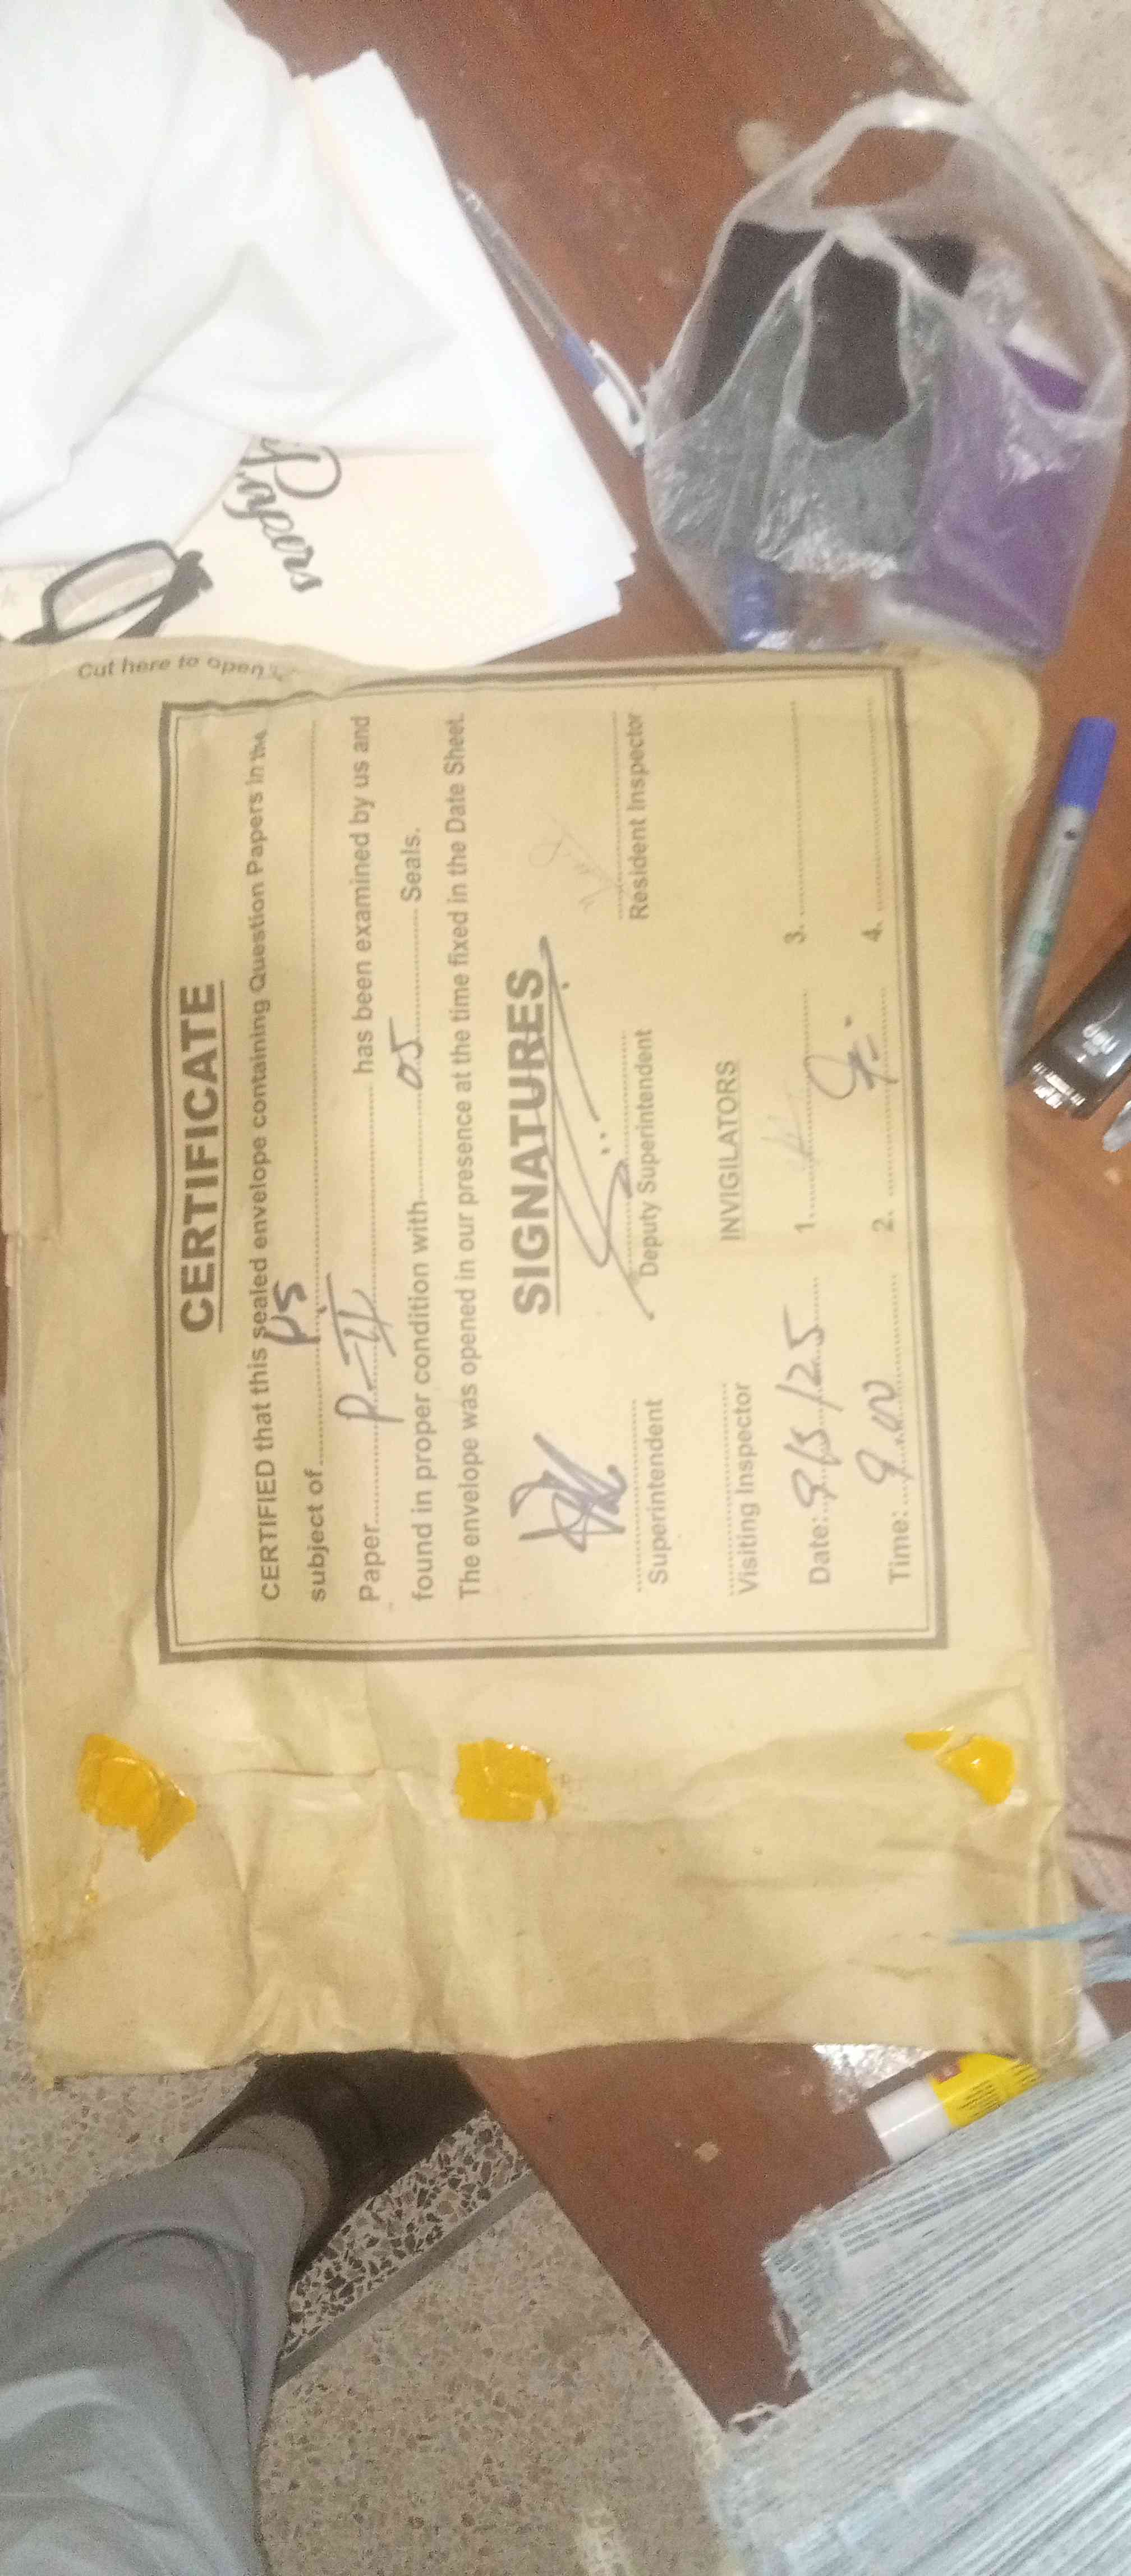 Cut here to open
CERTIFICATE
CERTIFIED that this sealed envelope containing Question Papers in the
subject of PS
Paper P-II has been examined by us and
found in proper condition with 05 Seals.
The envelope was opened in our presence at the time fixed in the Date Sheet.
SIGNATURES
Superintendent Deputy Superintendent Resident Inspector
Visiting Inspector INVIGILATORS
Date: 9/5/25 1. 3.
Time: 9.00 2. 4.